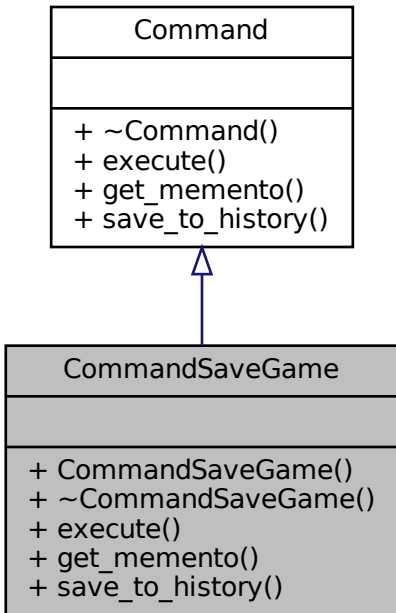 Command
+ ~Command()
+ execute()
+ get_memento()
+ save_to_history()
CommandSaveGame
+ CommandSaveGame()
+ ~CommandSaveGame()
+ execute()
+ get_memento()
+ save_to_history()